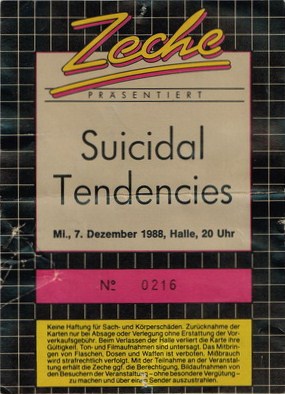 Zeche
PRÄSENTIERT
Suicidal
Tendencies
Mi., 7. Dezember 1988, Halle, 20 Uhr
Nº 0216
Keine Haftung für Sach- und Körperschäden. Zurücknahme der
Karten nur bei Absage oder Verlegung ohne Erstattung der Vor-
verkaufsgebühr. Beim Verlassen der Halle verliert die Karte ihre
Gültigkeit. Ton- und Filmaufnahmen sind untersagt. Das Mitbrin-
gen von Flaschen, Dosen und Waffen ist verboten. Mißbrauch
wird strafrechtlich verfolgt. Mit der Teilnahme an der Veranstal-
tung erhält die Zeche ggf. die Berechtigung, Bildaufnahmen von
den Besuchern der Veranstaltung – ohne besondere Vergütung –
zu machen und über einen Sender auszustrahlen.